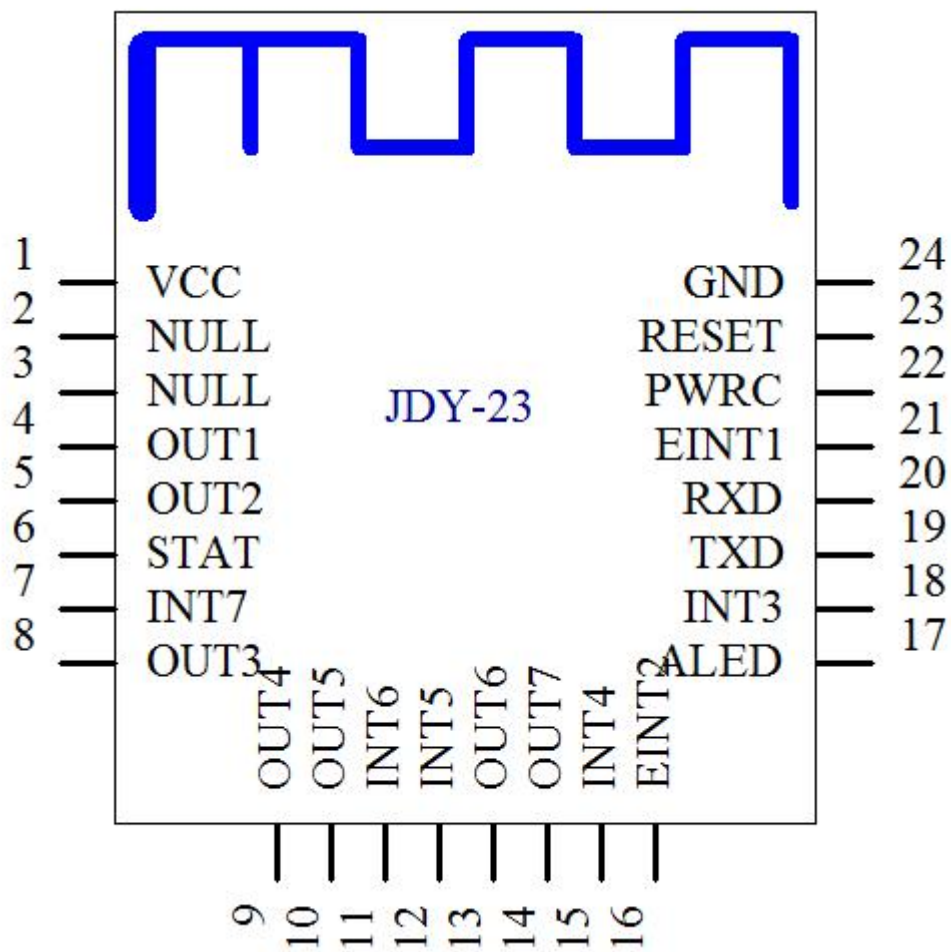 1 VCC GND 24
2 NULL RESET 23
3 NULL JDY-23 PWRC 22
4 OUT1 EINT1 21
5 OUT2 RXD 20
6 STAT TXD 19
7 INT7 INT3 18
8 OUT3 ALED 17
OUT4 OUT5 INT6 INT5 OUT6 OUT7 INT4 EINT2
9 10 11 12 13 14 15 16